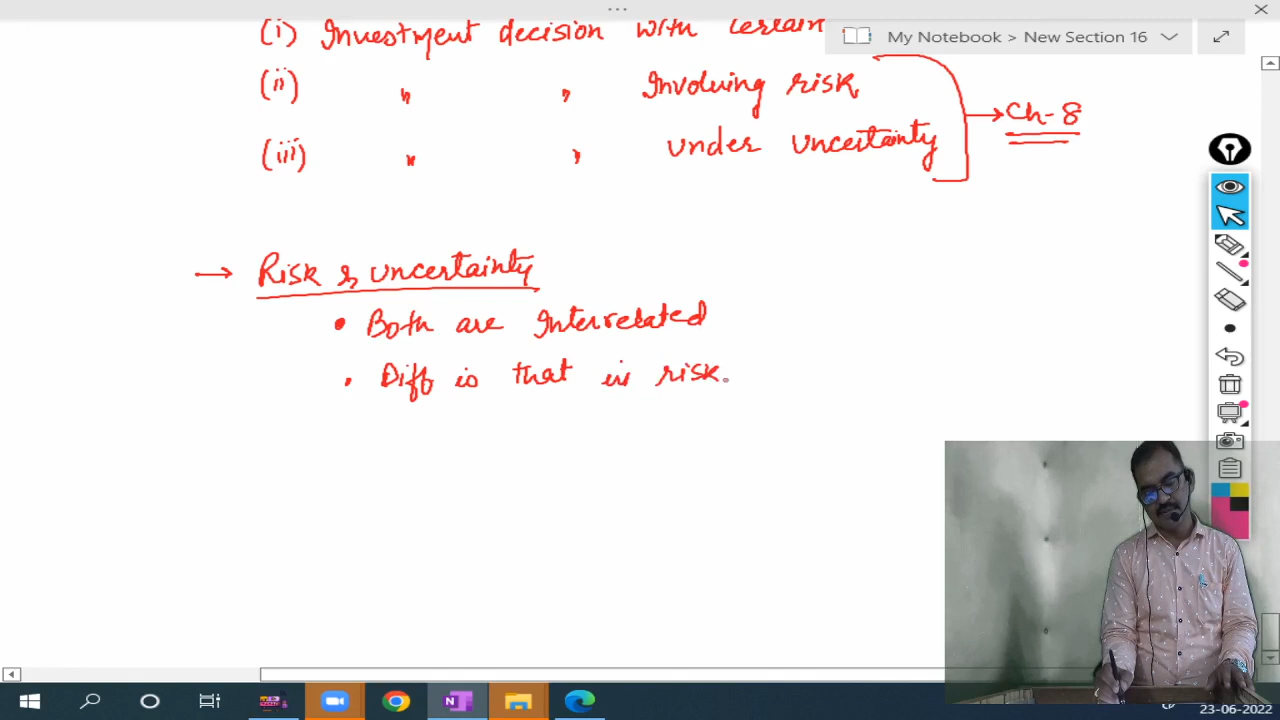 (i) Investment decision with certain
My Notebook > New Section 16
(ii) " " Involving risk
Ch-8
(iii) " " under uncertainty
→ Risk & uncertainty
• Both are Interrelated
• Diff is that in risk
23-06-2022